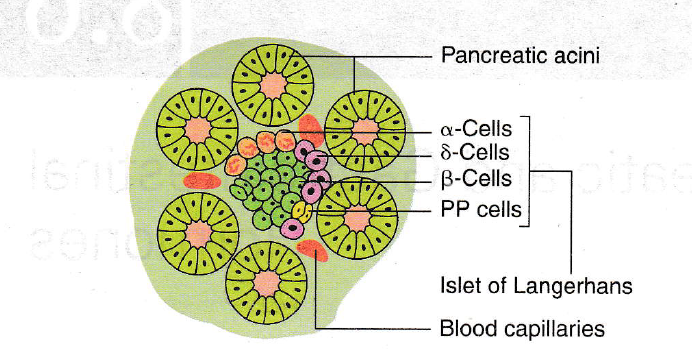 Pancreatic acini
α-Cells
δ-Cells
β-Cells
PP cells
Islet of Langerhans
Blood capillaries